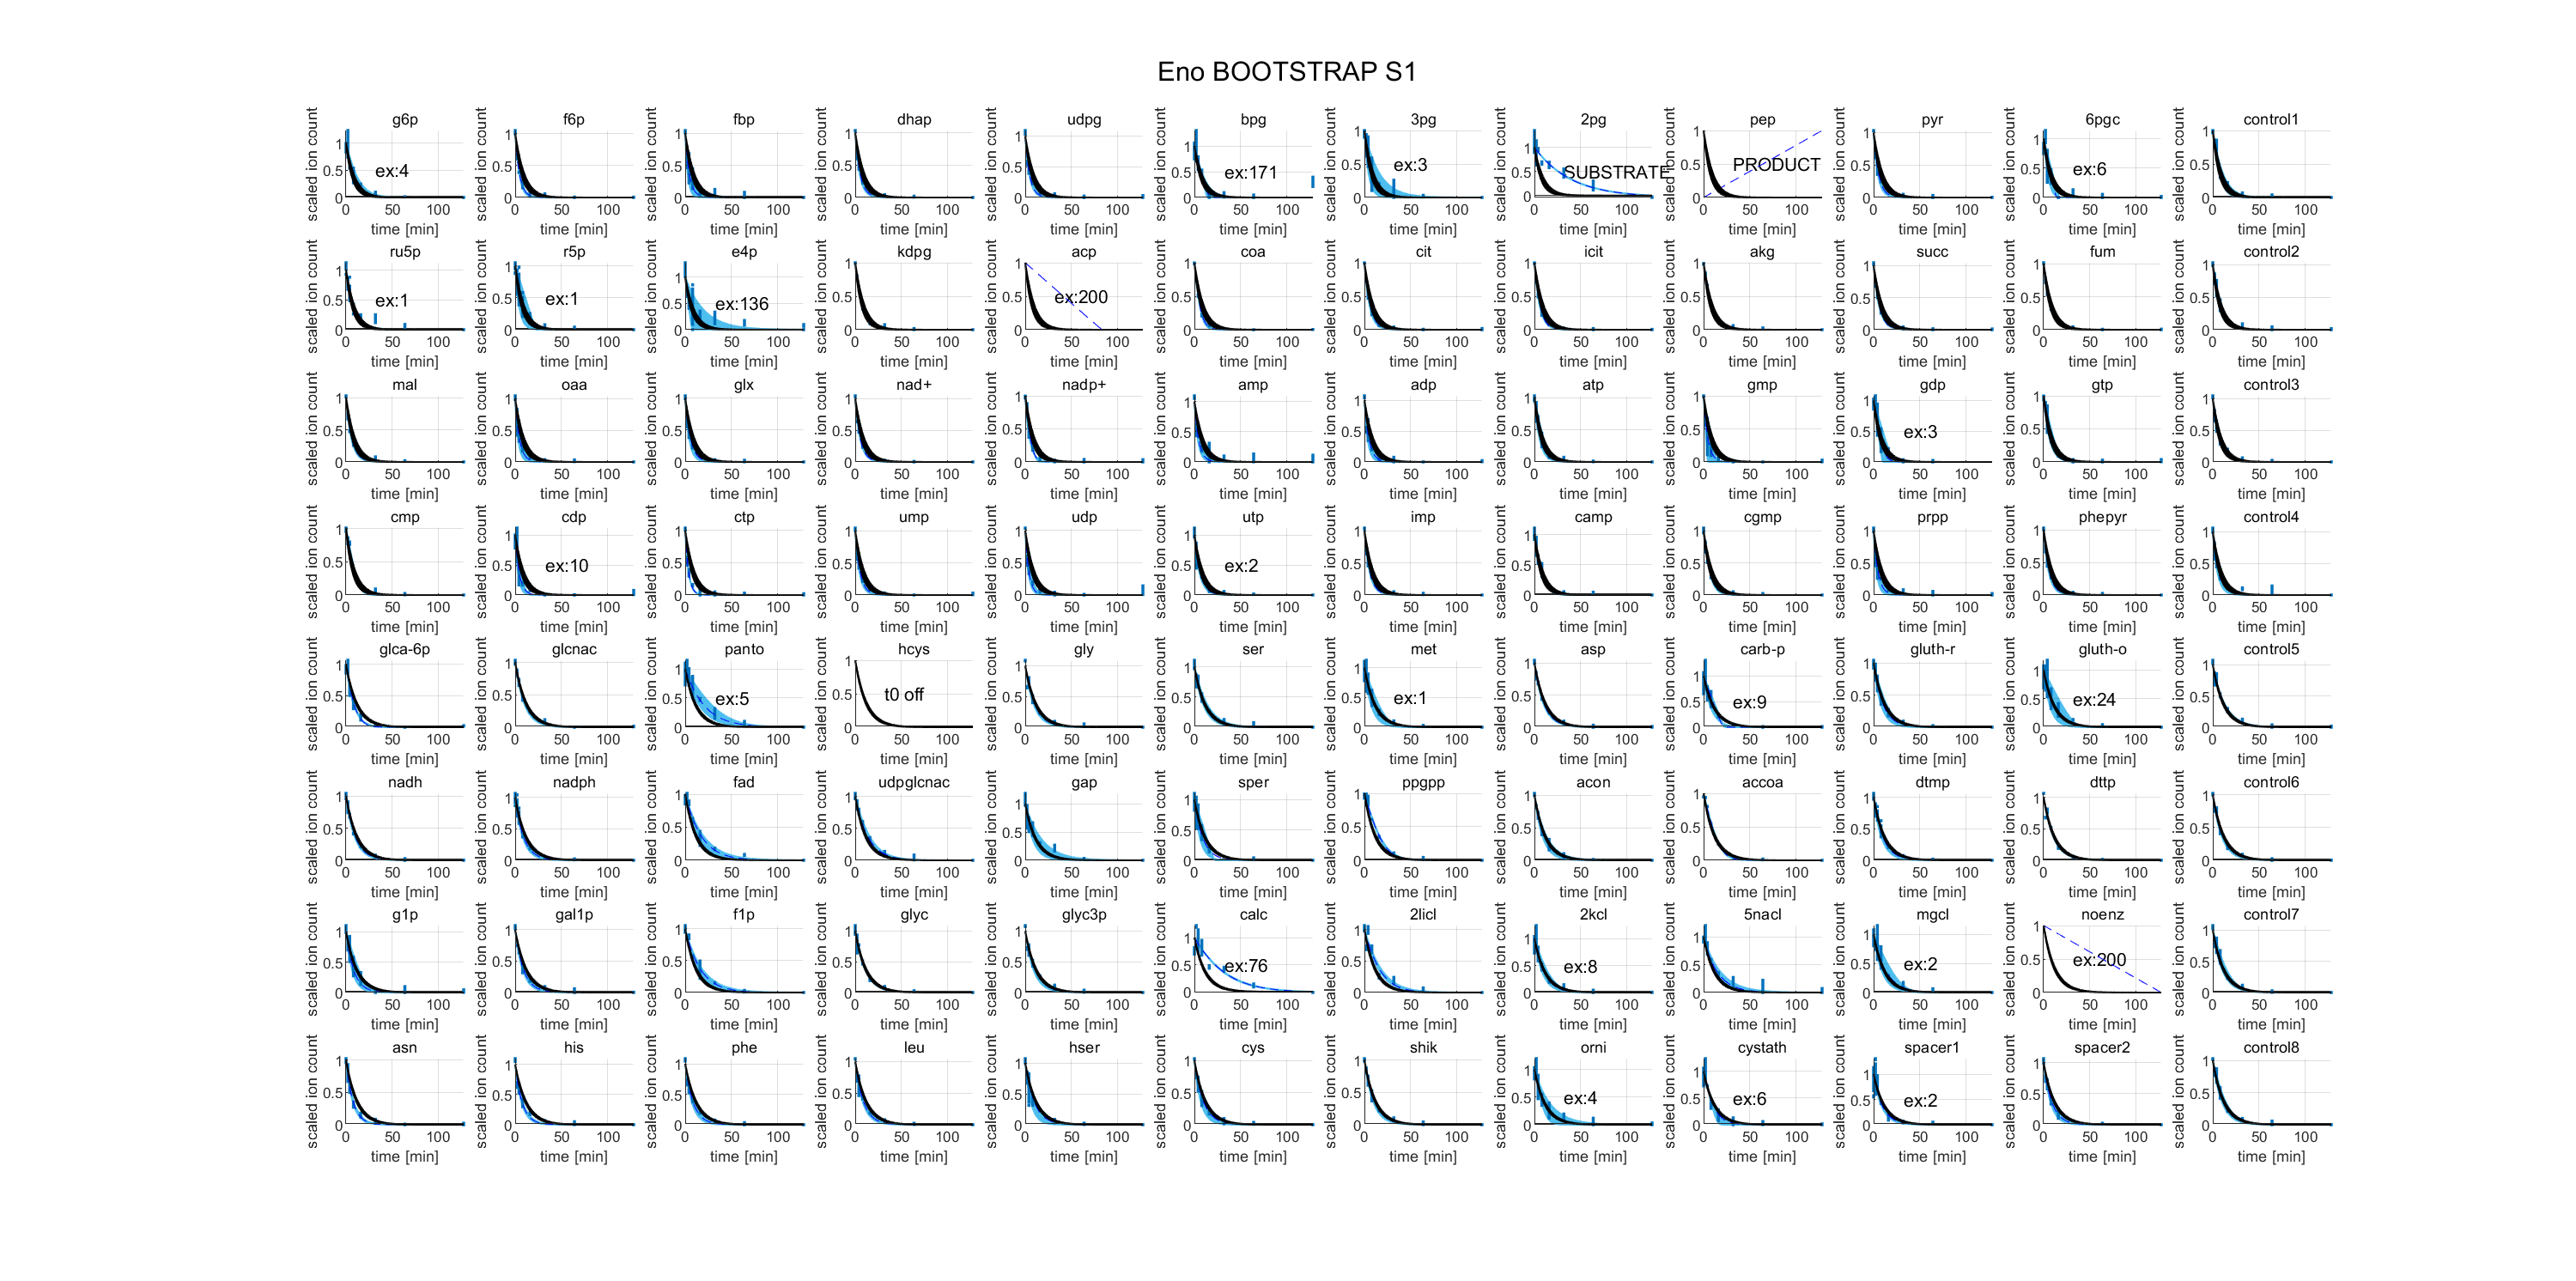 Eno BOOTSTRAP S1
g6p f6p fbp dhap udpg bpg 3pg 2pg pep pyr 6pgc control1
ex:4 ex:171 ex:3 SUBSTRATE PRODUCT ex:6
ru5p r5p e4p kdpg acp coa cit icit akg succ fum control2
ex:1 ex:1 ex:136 ex:200
mal oaa glx nad+ nadp+ amp adp atp gmp gdp gtp control3
ex:3
cmp cdp ctp ump udp utp imp camp cgmp prpp phepyr control4
ex:10 ex:2
glca-6p glcnac panto hcys gly ser met asp carb-p gluth-r gluth-o control5
ex:5 t0 off ex:1 ex:9 ex:24
nadh nadph fad udpglcnac gap sper ppgpp acon accoa dtmp dttp control6
g1p gal1p f1p glyc glyc3p calc 2licl 2kcl 5nacl mgcl noenz control7
ex:76 ex:8 ex:2 ex:200
asn his phe leu hser cys shik orni cystath spacer1 spacer2 control8
ex:4 ex:6 ex:2
scaled ion count
0 0.5 1
0 50 100
time [min]